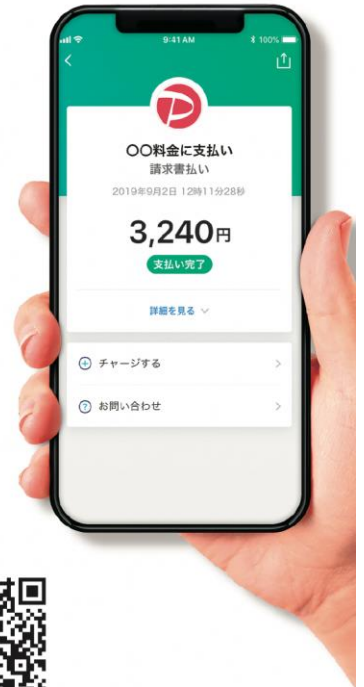 9:41 AM
100%
〇〇料金に支払い
請求書払い
2019年9月2日 12時11分28秒
3,240円
支払い完了
詳細を見る
チャージする
お問い合わせ